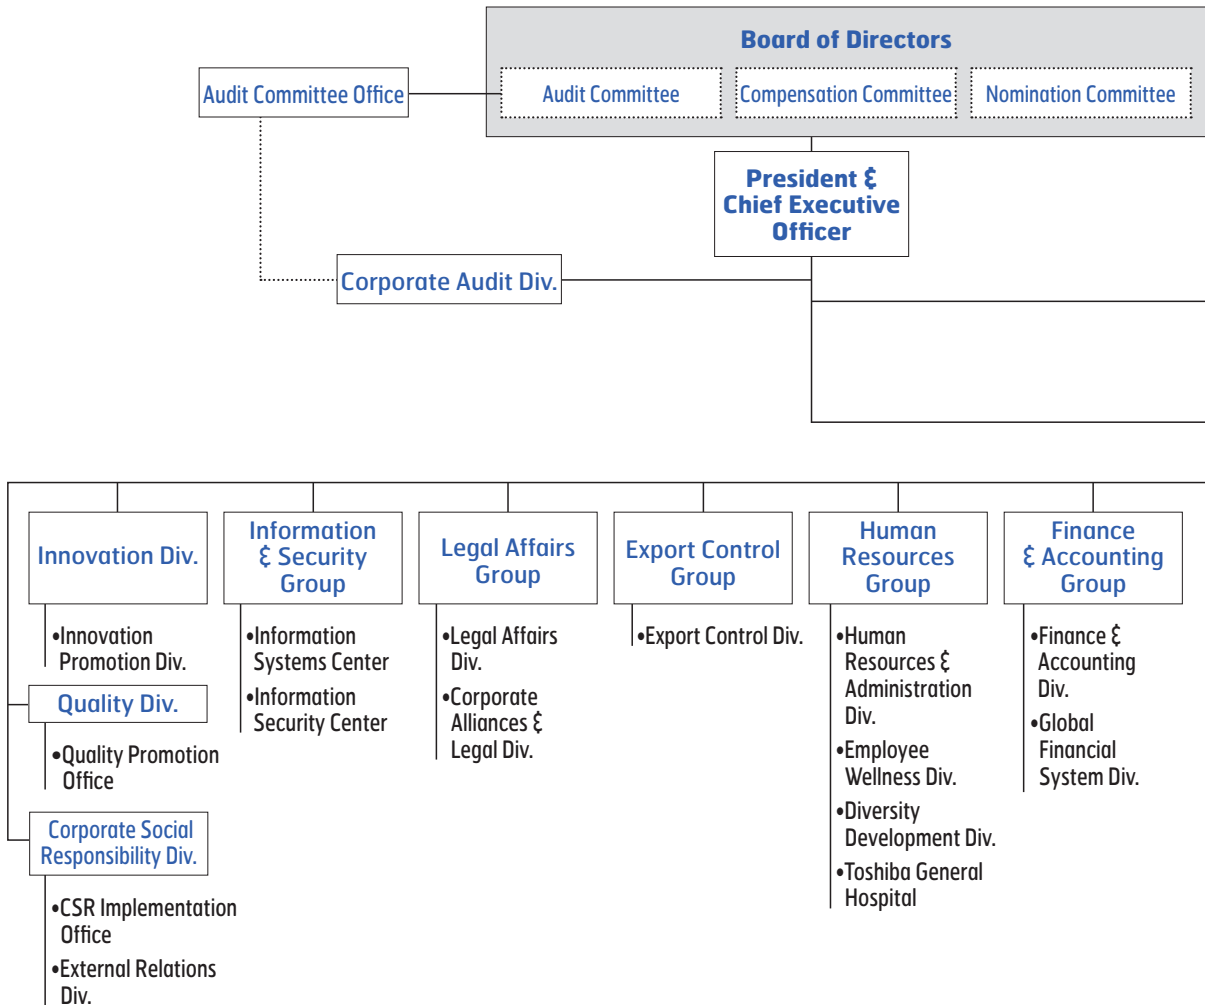 Board of Directors
Audit Committee Office
Audit Committee
Compensation Committee
Nomination Committee
President &
Chief Executive
Officer
Corporate Audit Div.
Innovation Div.
•Innovation
Promotion Div.
Quality Div.
•Quality Promotion
Office
Corporate Social
Responsibility Div.
•CSR Implementation
Office
•External Relations
Div.
Information
& Security
Group
•Information
Systems Center
•Information
Security Center
Legal Affairs
Group
•Legal Affairs
Div.
•Corporate
Alliances &
Legal Div.
Export Control
Group
•Export Control Div.
Human
Resources
Group
•Human
Resources &
Administration
Div.
•Employee
Wellness Div.
•Diversity
Development Div.
•Toshiba General
Hospital
Finance
& Accounting
Group
•Finance &
Accounting
Div.
•Global
Financial
System Div.